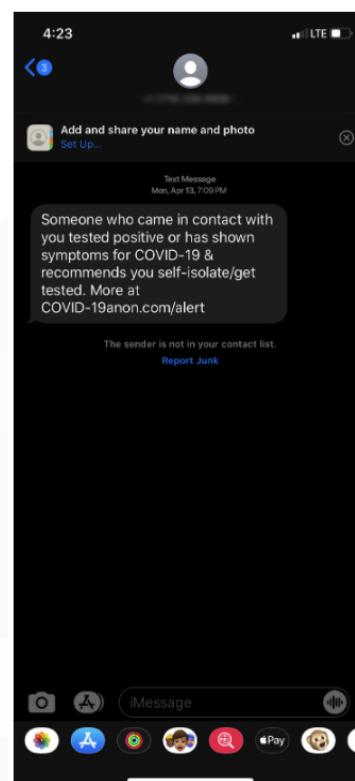 4:23
LTE
3
Add and share your name and photo
Set Up...
Text Message
Mon, Apr 13, 7:09 PM
Someone who came in contact with
you tested positive or has shown
symptoms for COVID-19 &
recommends you self-isolate/get
tested. More at
COVID-19anon.com/alert
The sender is not in your contact list.
Report Junk
iMessage
Pay